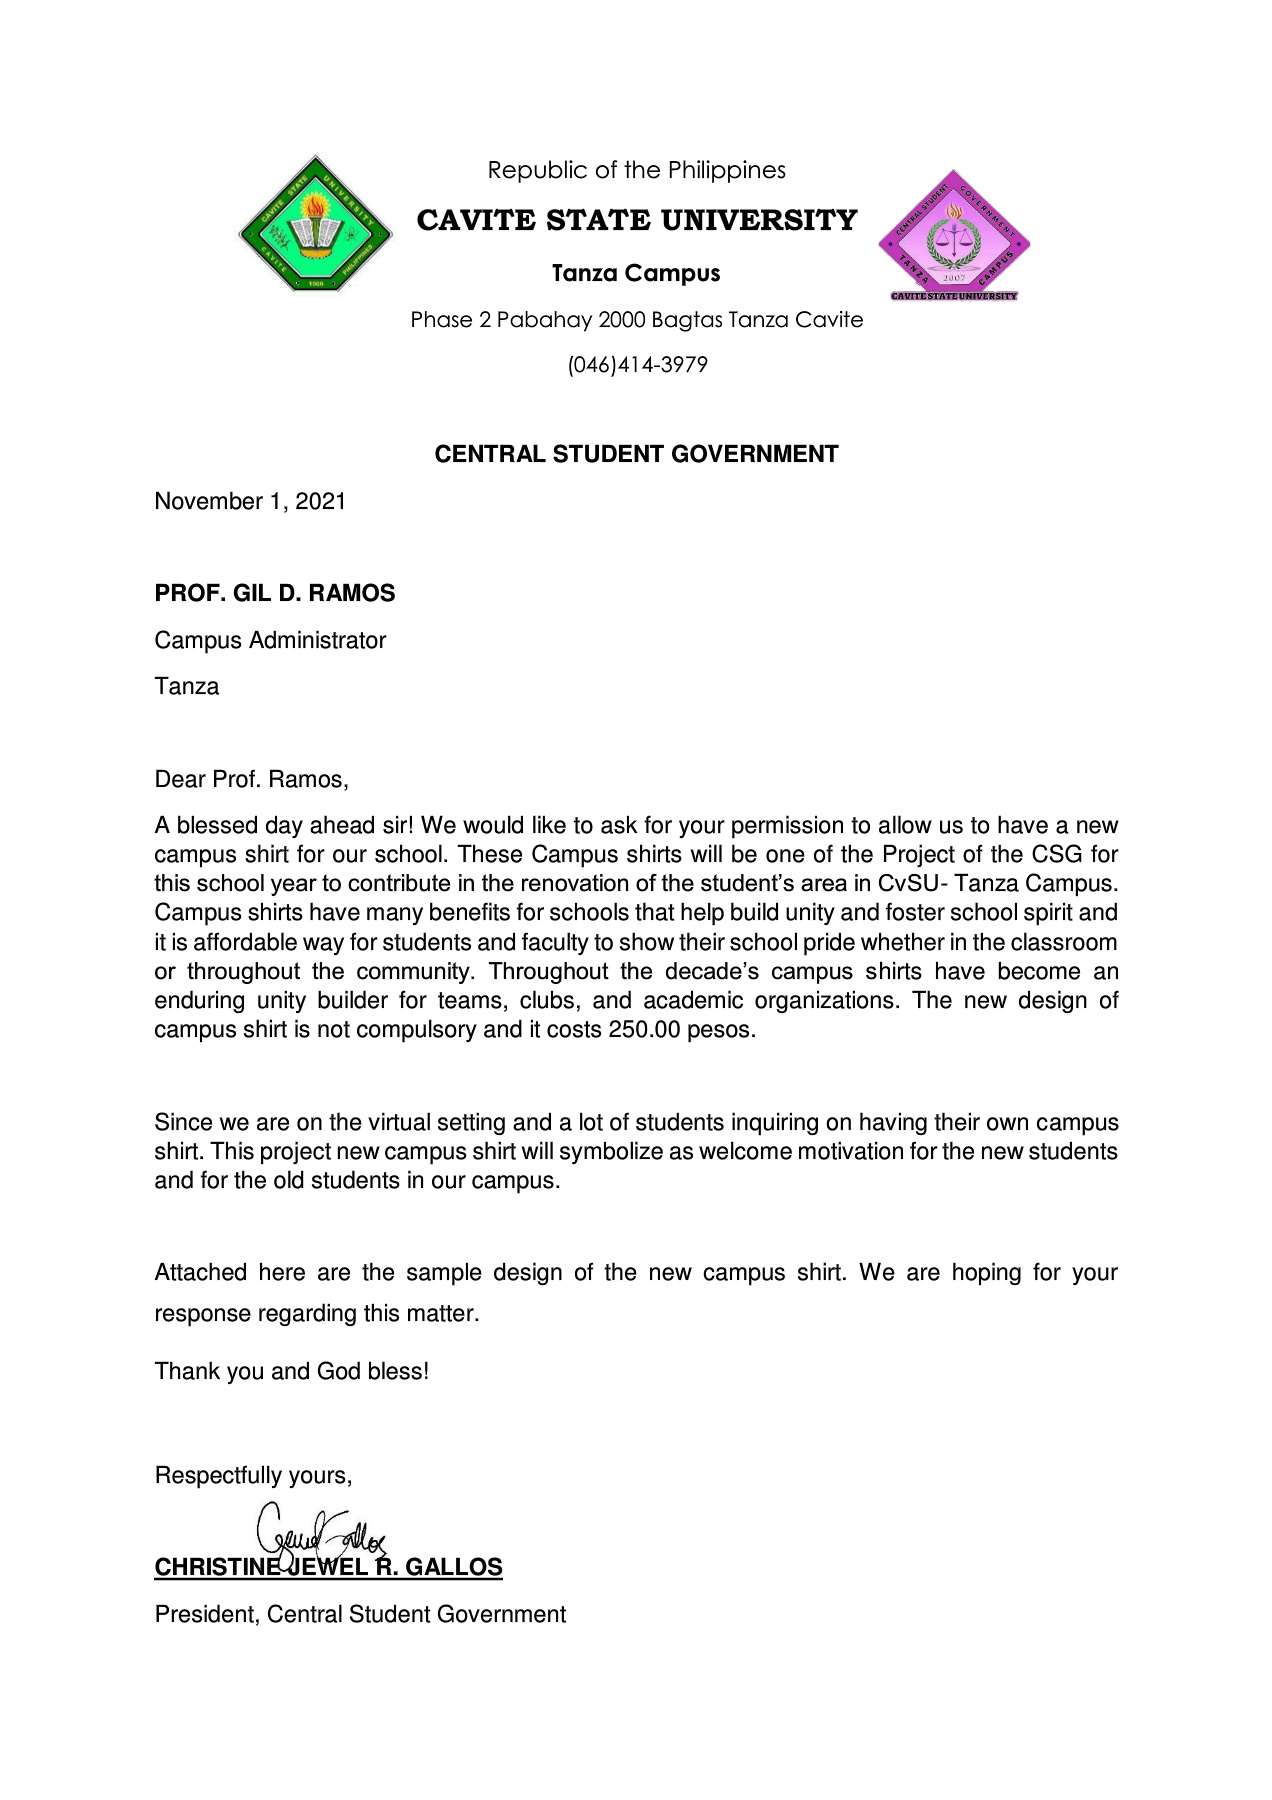 Republic of the Philippines
CAVITE STATE UNIVERSITY
Tanza Campus
Phase 2 Pabahay 2000 Bagtas Tanza Cavite
(046)414-3979
CAVITE STATE UNIVERSITY
CAVITE PHILIPPINES
1906
CENTRAL STUDENT GOVERNMENT
TANZA CAMPUS
2007
CAVITE STATE UNIVERSITY
CENTRAL STUDENT GOVERNMENT
November 1, 2021
PROF. GIL D. RAMOS
Campus Administrator
Tanza
Dear Prof. Ramos,
A blessed day ahead sir! We would like to ask for your permission to allow us to have a new
campus shirt for our school. These Campus shirts will be one of the Project of the CSG for
this school year to contribute in the renovation of the student’s area in CvSU- Tanza Campus.
Campus shirts have many benefits for schools that help build unity and foster school spirit and
it is affordable way for students and faculty to show their school pride whether in the classroom
or throughout the community. Throughout the decade’s campus shirts have become an
enduring unity builder for teams, clubs, and academic organizations. The new design of
campus shirt is not compulsory and it costs 250.00 pesos.
Since we are on the virtual setting and a lot of students inquiring on having their own campus
shirt. This project new campus shirt will symbolize as welcome motivation for the new students
and for the old students in our campus.
Attached here are the sample design of the new campus shirt. We are hoping for your
response regarding this matter.
Thank you and God bless!
Respectfully yours,
CHRISTINE JEWEL R. GALLOS
President, Central Student Government